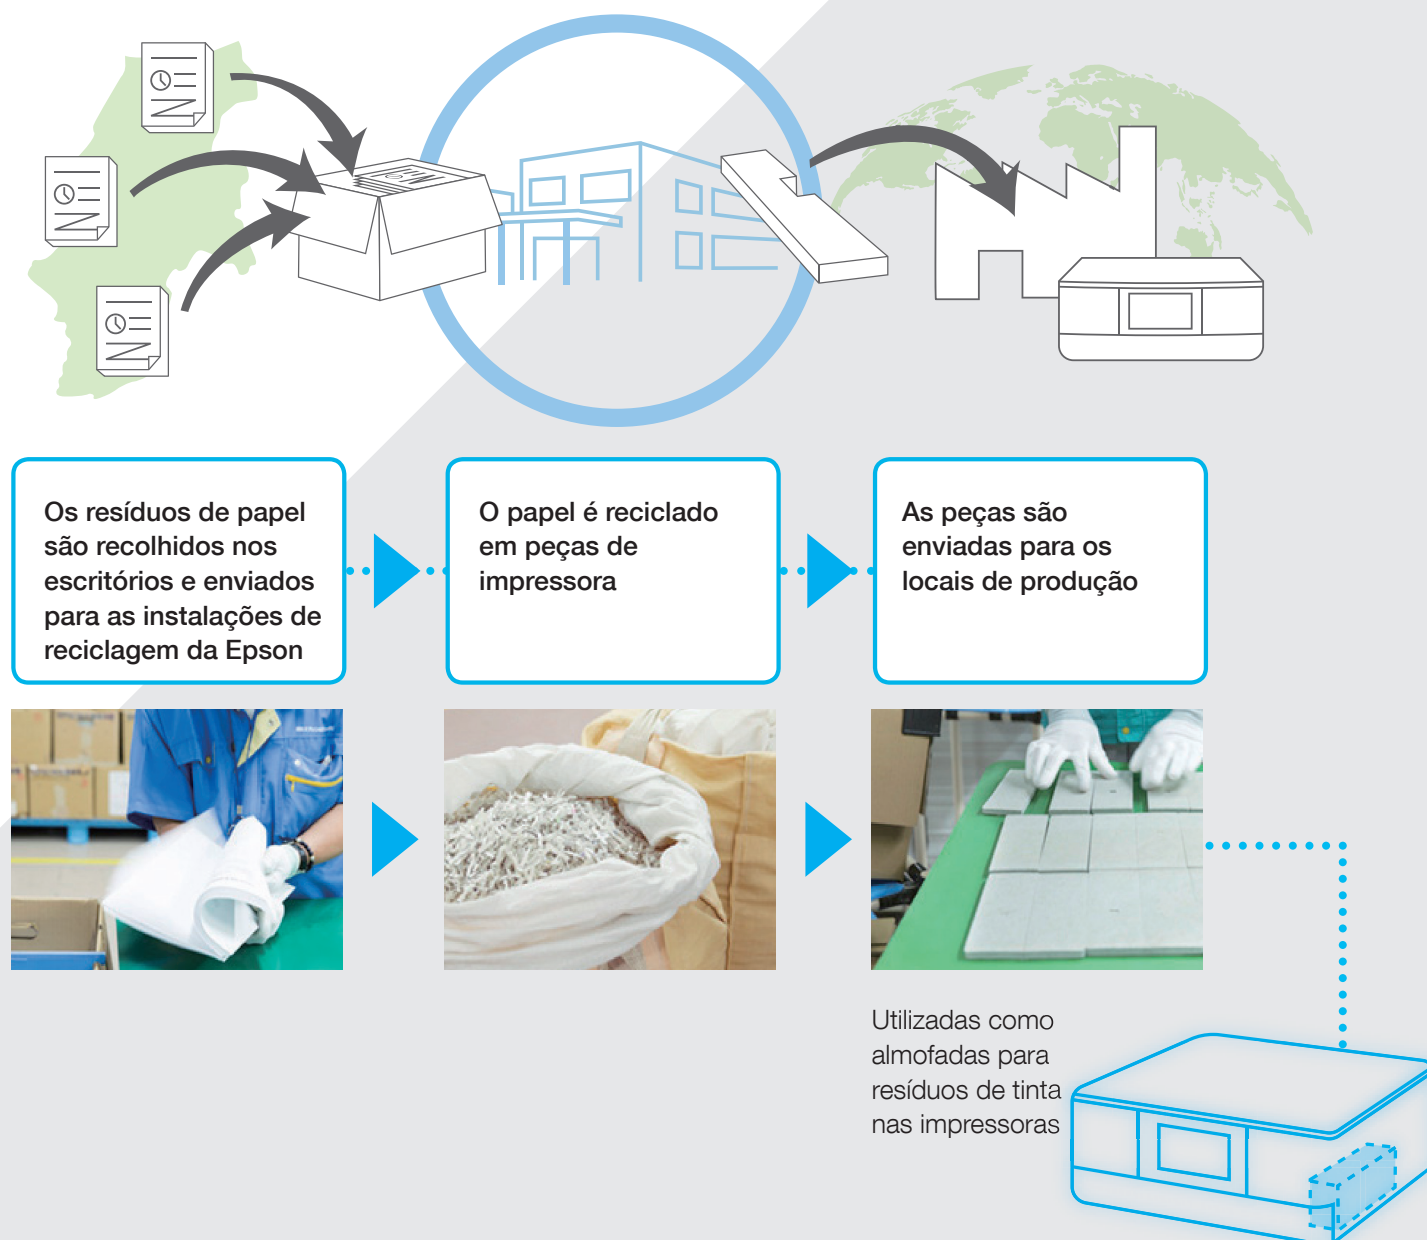 Os resíduos de papel
são recolhidos nos
escritórios e enviados
para as instalações de
reciclagem da Epson
O papel é reciclado
em peças de
impressora
As peças são
enviadas para os
locais de produção
Utilizadas como
almofadas para
resíduos de tinta
nas impressoras